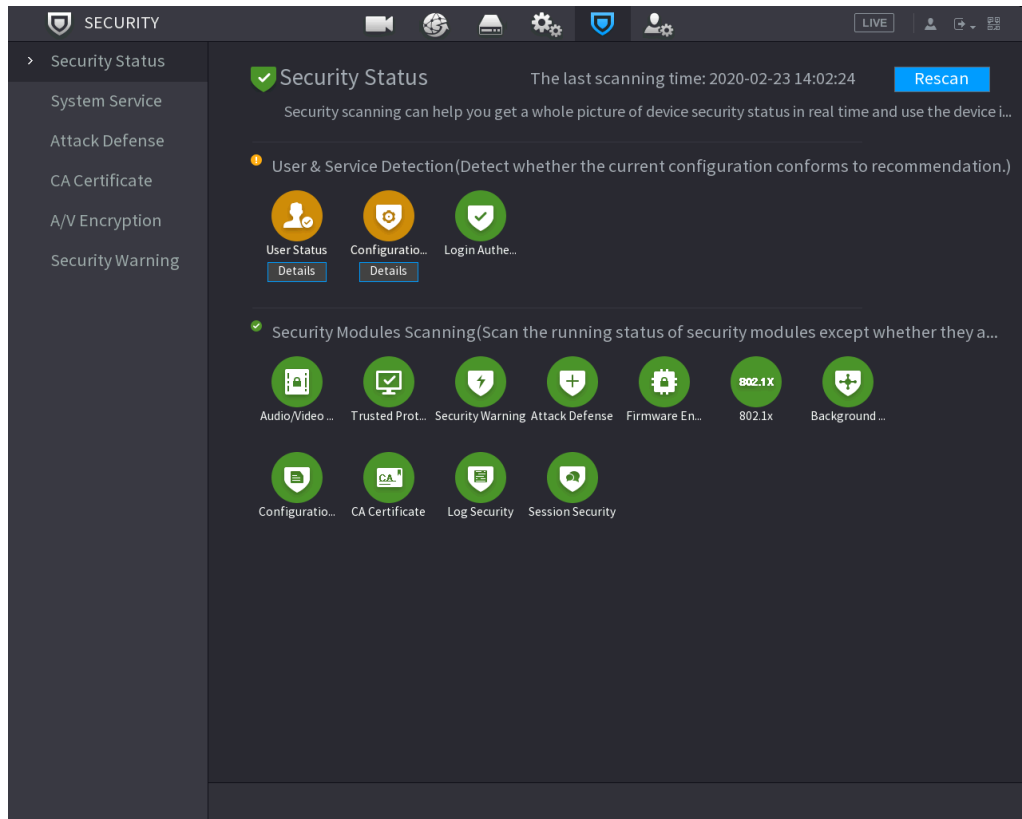 SECURITY
LIVE
Security Status
System Service
Attack Defense
CA Certificate
A/V Encryption
Security Warning
Security Status
The last scanning time: 2020-02-23 14:02:24
Rescan
Security scanning can help you get a whole picture of device security status in real time and use the device i...
User & Service Detection(Detect whether the current configuration conforms to recommendation.)
User Status
Configuratio...
Login Authe...
Details
Details
Security Modules Scanning(Scan the running status of security modules except whether they a...
802.1X
Audio/Video ...
Trusted Prot...
Security Warning
Attack Defense
Firmware En...
802.1x
Background ...
CA
Configuratio...
CA Certificate
Log Security
Session Security